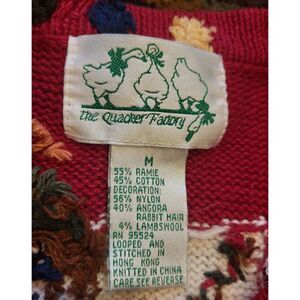 the Quacker Factory
M
55% RAMIE
45% COTTON
DECORATION:
56% NYLON
40% ANGORA
RABBIT HAIR
4% LAMBSWOOL
RN 95524
LOOPED AND
STITCHED IN
HONG KONG
KNITTED IN CHINA
CARE SEE REVERSE